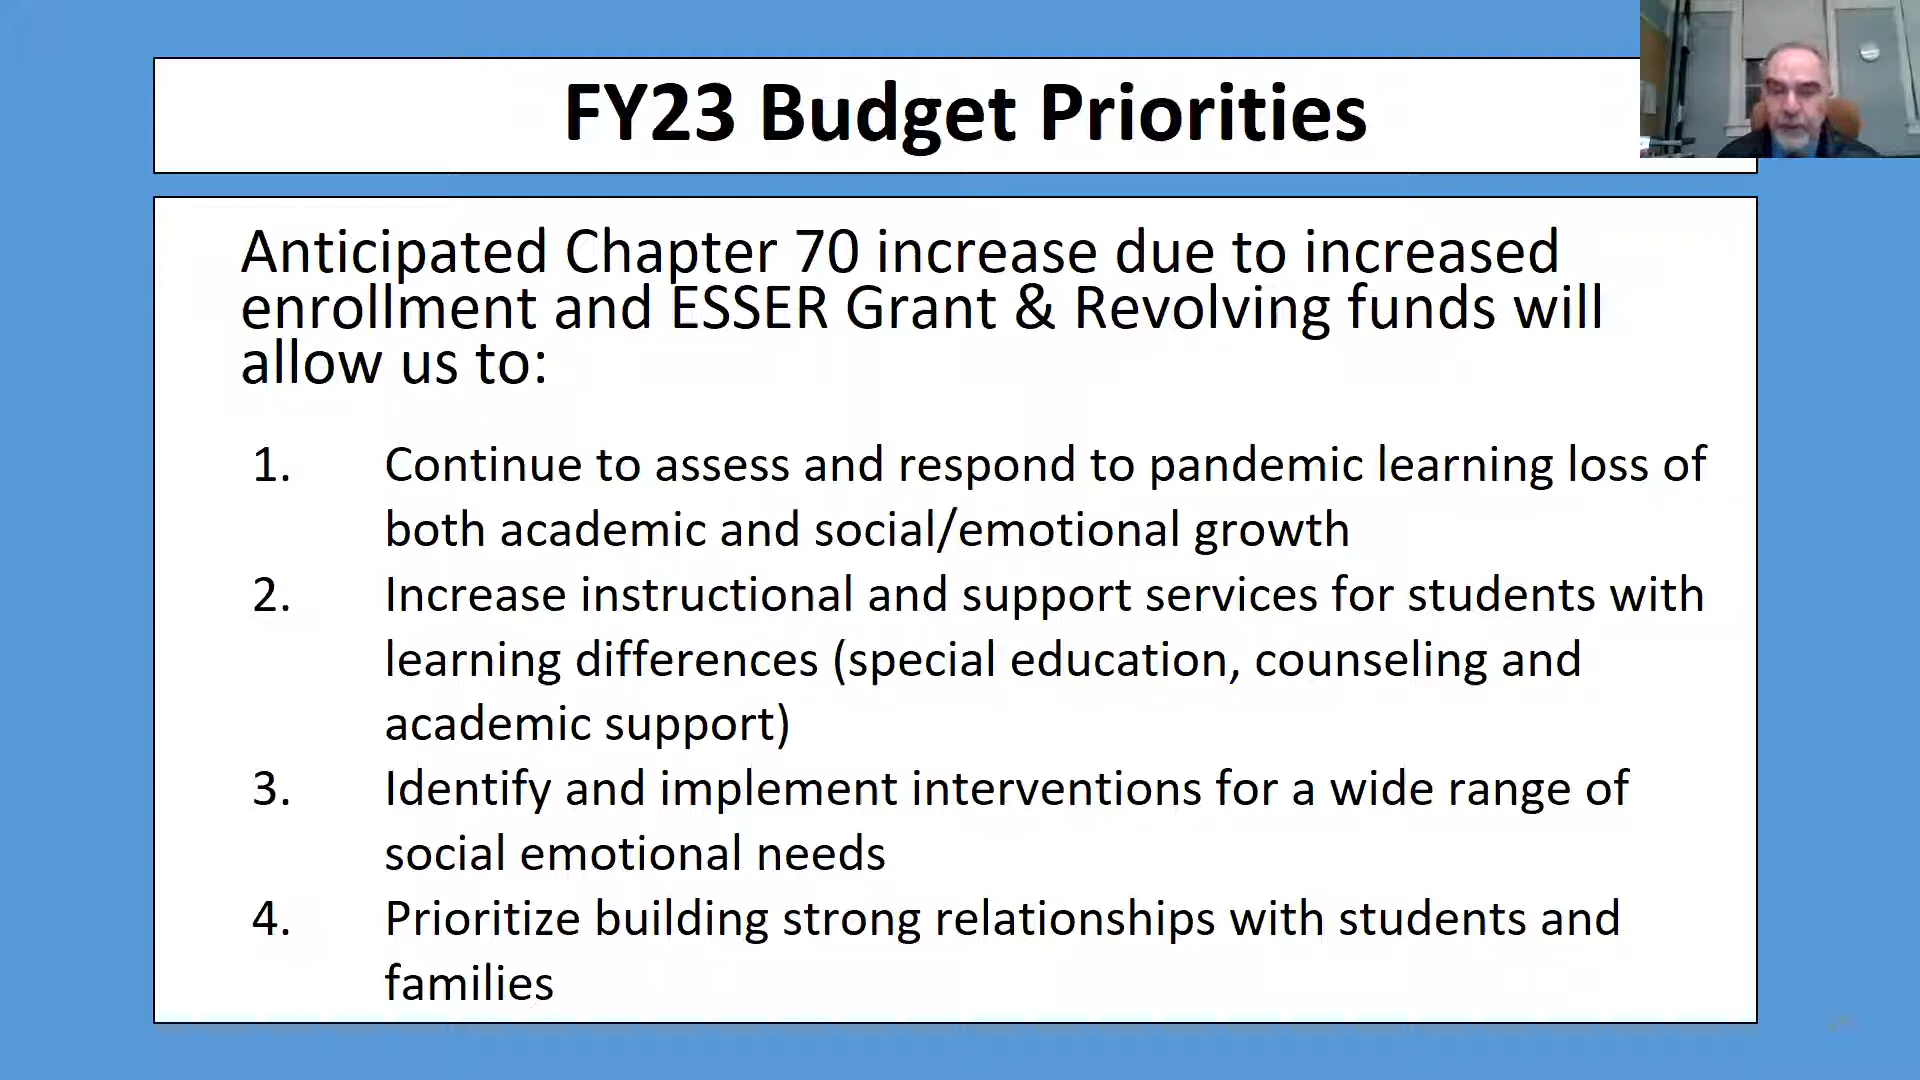 FY23 Budget Priorities
Anticipated Chapter 70 increase due to increased
enrollment and ESSER Grant & Revolving funds will
allow us to:
1. Continue to assess and respond to pandemic learning loss of
both academic and social/emotional growth
2. Increase instructional and support services for students with
learning differences (special education, counseling and
academic support)
3. Identify and implement interventions for a wide range of
social emotional needs
4. Prioritize building strong relationships with students and
families